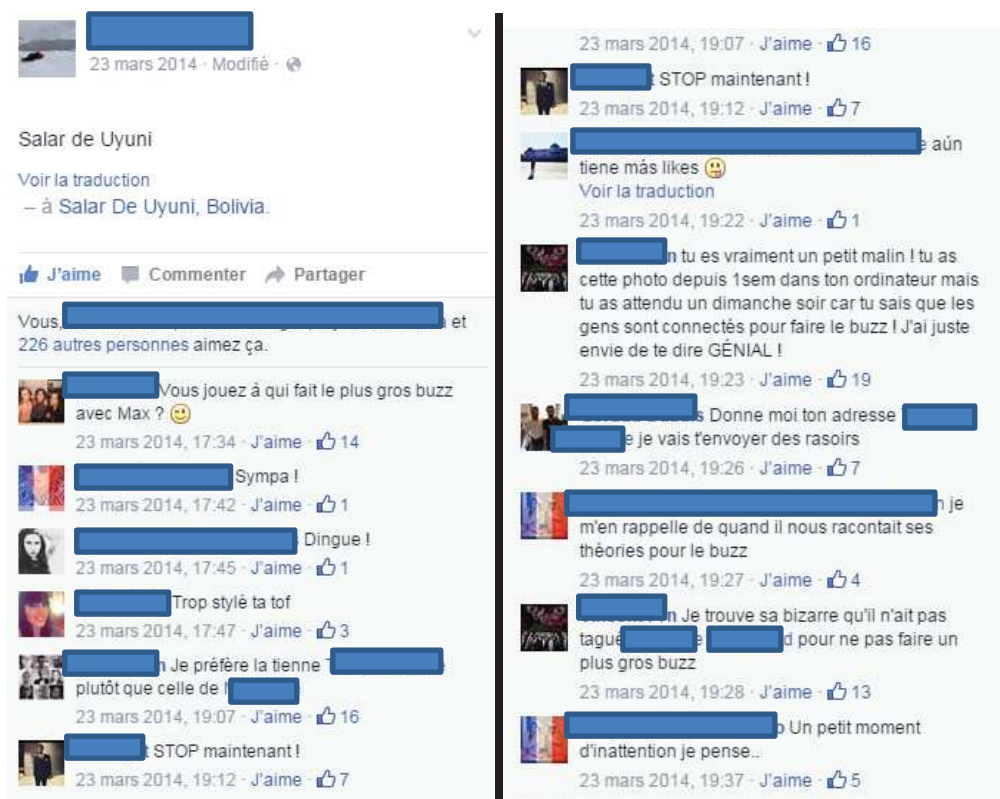 23 mars 2014 · Modifié ·
Salar de Uyuni
Voir la traduction
– à Salar De Uyuni, Bolivia.
J'aime Commenter Partager
Vous, et
226 autres personnes aimez ça.
Vous jouez à qui fait le plus gros buzz
avec Max ?
23 mars 2014, 17:34 · J'aime · 14
Sympa !
23 mars 2014, 17:42 · J'aime · 1
Dingue !
23 mars 2014, 17:45 · J'aime · 1
Trop stylé ta tof
23 mars 2014, 17:47 · J'aime · 3
Je préfère la tienne
plutôt que celle de
23 mars 2014, 19:07 · J'aime · 16
STOP maintenant !
23 mars 2014, 19:12 · J'aime · 7
23 mars 2014, 19:07 · J'aime · 16
STOP maintenant !
23 mars 2014, 19:12 · J'aime · 7
aún
tiene más likes
Voir la traduction
23 mars 2014, 19:22 · J'aime · 1
tu es vraiment un petit malin ! tu as
cette photo depuis 1sem dans ton ordinateur mais
tu as attendu un dimanche soir car tu sais que les
gens sont connectés pour faire le buzz ! J'ai juste
envie de te dire GÉNIAL !
23 mars 2014, 19:23 · J'aime · 19
Donne moi ton adresse
je vais t'envoyer des rasoirs
23 mars 2014, 19:26 · J'aime · 7
je
m'en rappelle de quand il nous racontait ses
théories pour le buzz
23 mars 2014, 19:27 · J'aime · 4
Je trouve sa bizarre qu'il n'ait pas
tagué pour ne pas faire un
plus gros buzz
23 mars 2014, 19:28 · J'aime · 13
Un petit moment
d'inattention je pense..
23 mars 2014, 19:37 · J'aime · 5